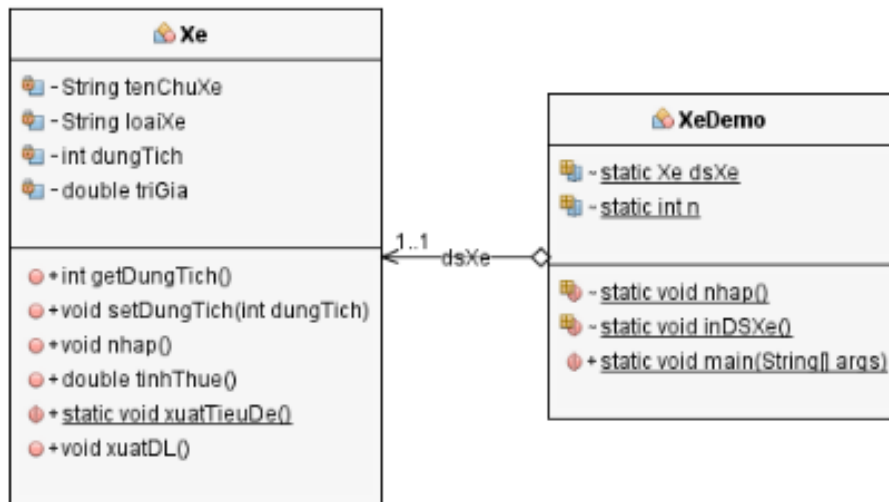 Xe
- String tenChuXe
- String loaiXe
- int dungTich
- double triGia
+ int getDungTich()
+ void setDungTich(int dungTich)
+ void nhap()
+ double tinhThue()
+ static void xuatTieuDe()
+ void xuatDL()
1..1
dsXe
XeDemo
~ static Xe dsXe
~ static int n
~ static void nhap()
~ static void inDSXe()
+ static void main(String[] args)